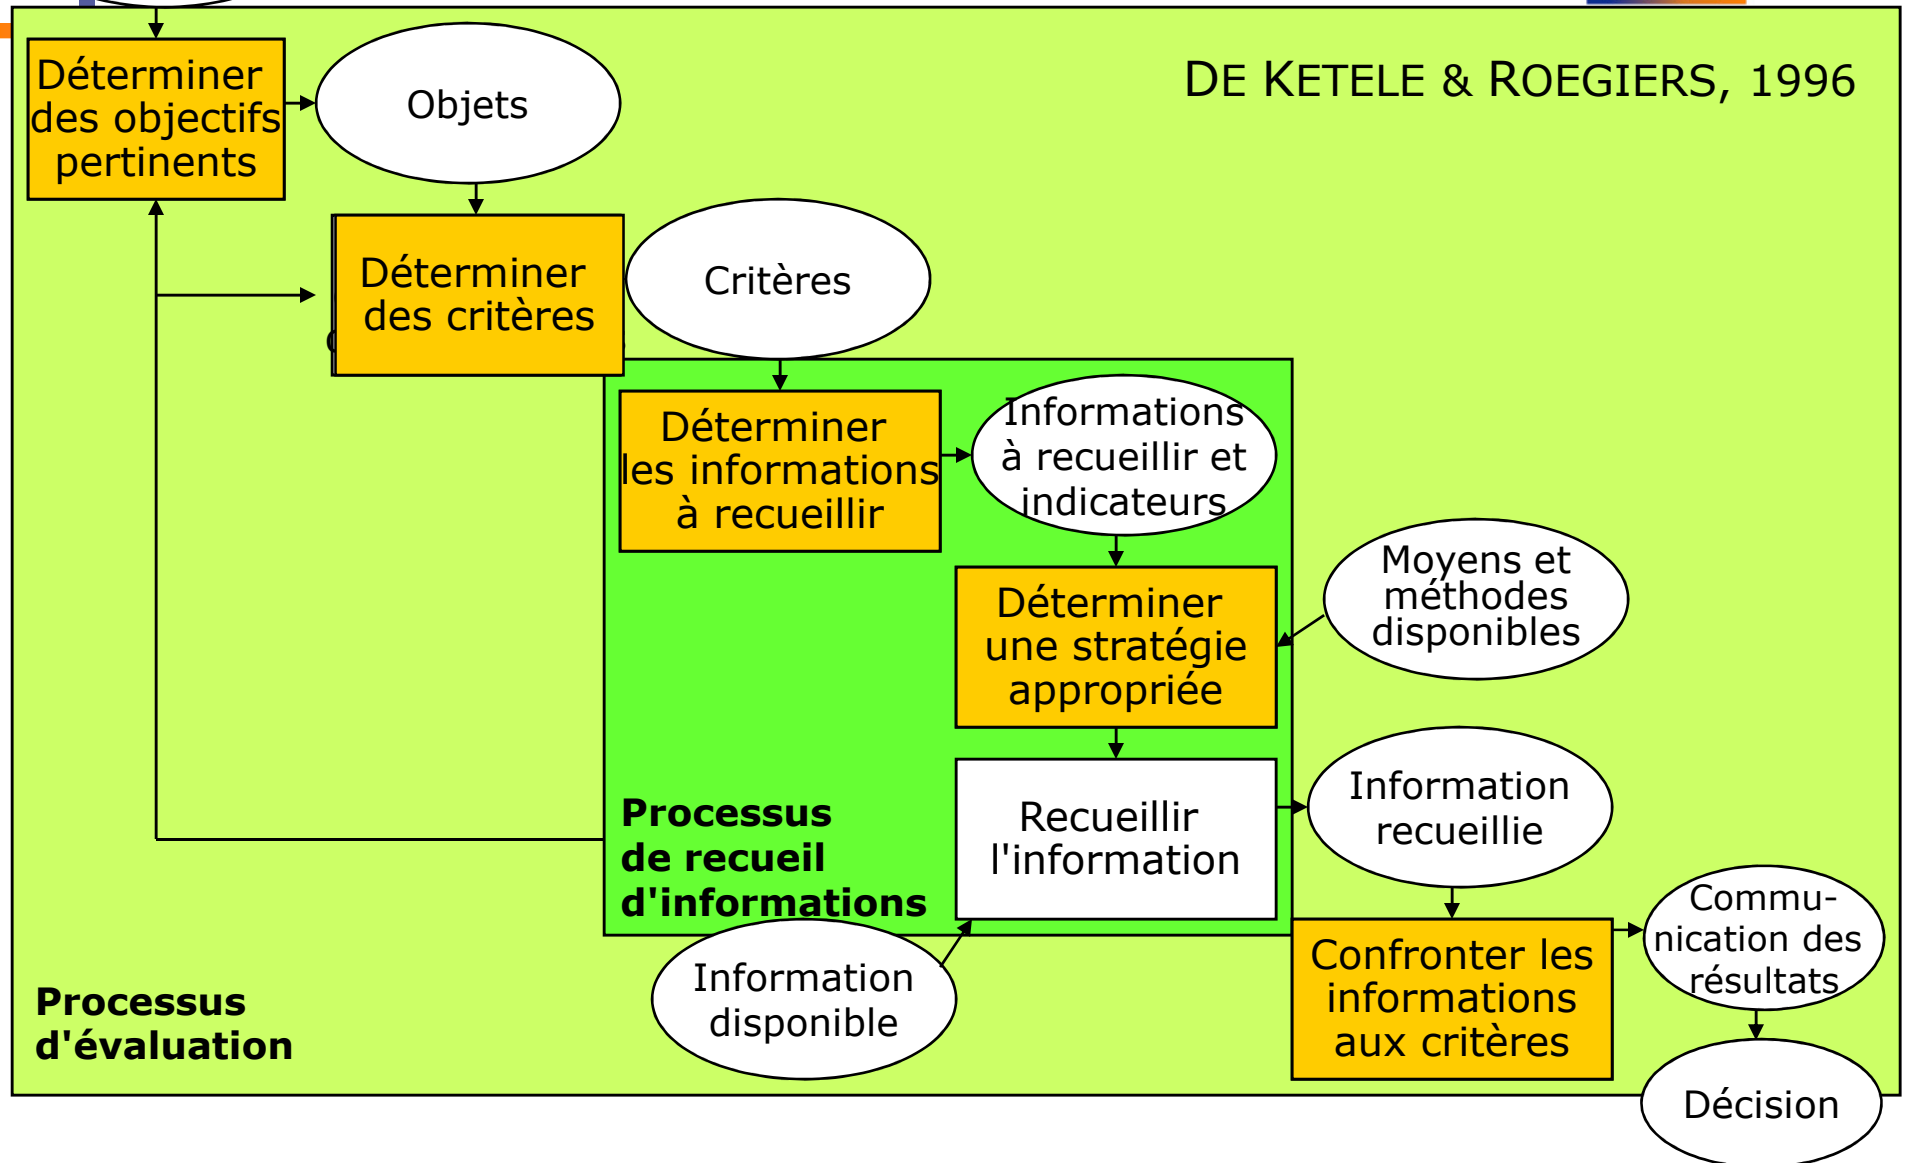 DE KETELE & ROEGIERS, 1996
Déterminer
des objectifs
pertinents
Objets
Déterminer
des critères
Critères
Déterminer
les informations
à recueillir
Informations
à recueillir et
indicateurs
Déterminer
une stratégie
appropriée
Moyens et
méthodes
disponibles
Recueillir
l'information
Information
recueillie
Processus
de recueil
d'informations
Information
disponible
Confronter les
informations
aux critères
Commu-
nication des
résultats
Décision
Processus
d'évaluation